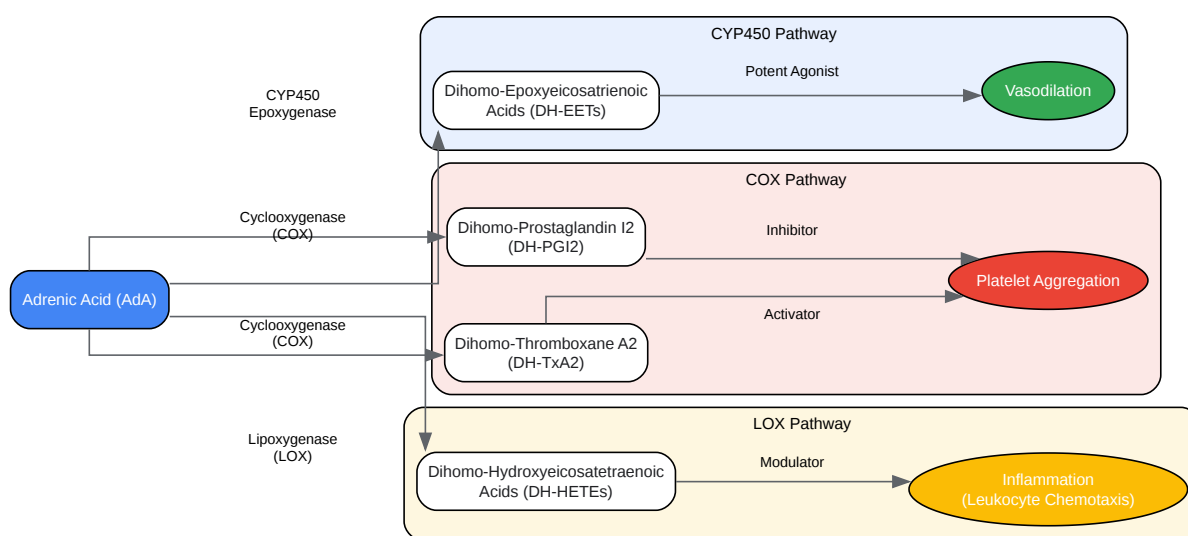 CYP450 Pathway
CYP450
Epoxygenase
Dihomo-Epoxyeicosatrienoic
Acids (DH-EETs)
Potent Agonist
Vasodilation
COX Pathway
Cyclooxygenase
(COX)
Dihomo-Prostaglandin I2
(DH-PGI2)
Inhibitor
Adrenic Acid (AdA)
Platelet Aggregation
Cyclooxygenase
(COX)
Dihomo-Thromboxane A2
(DH-TxA2)
Activator
LOX Pathway
Lipoxygenase
(LOX)
Dihomo-Hydroxyeicosatetraenoic
Acids (DH-HETEs)
Modulator
Inflammation
(Leukocyte Chemotaxis)